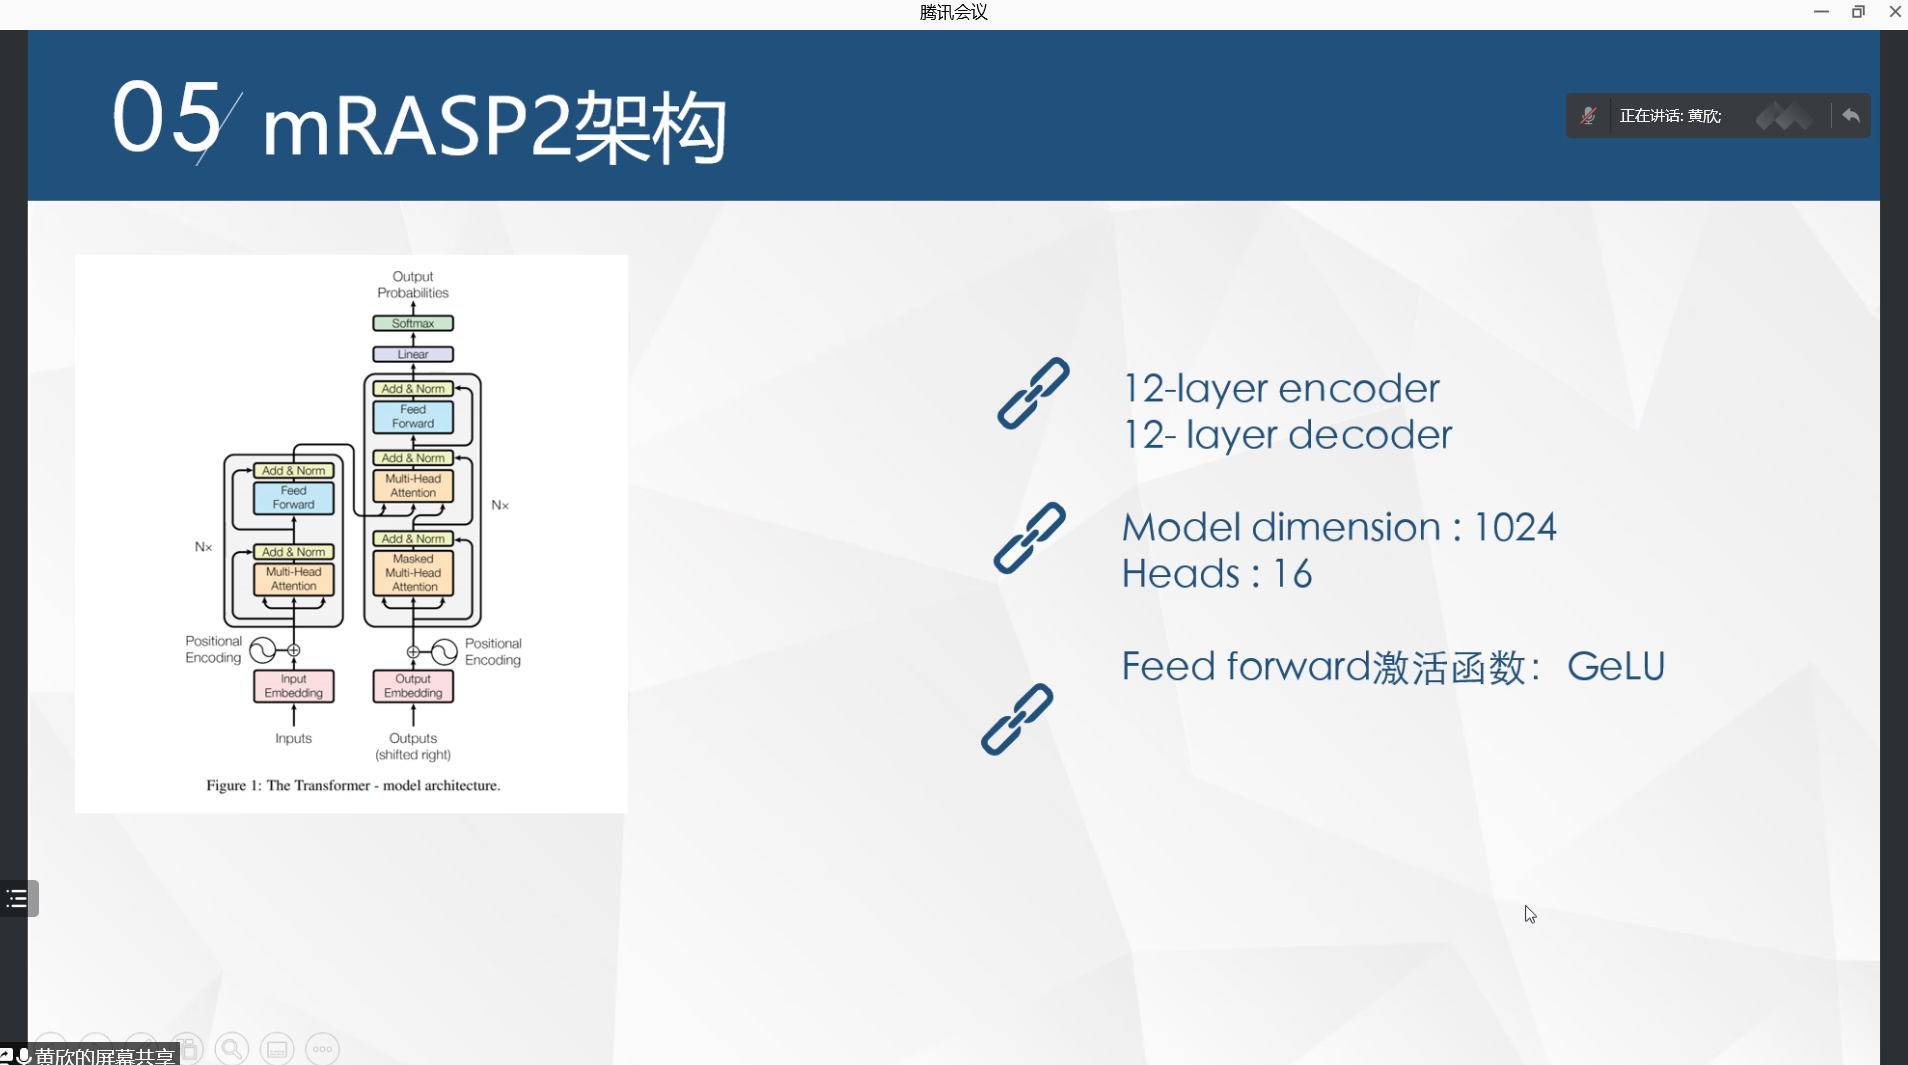 腾讯会议
05 mRASP2架构
正在讲话: 黄欣;
Output
Probabilities
Softmax
Linear
Add & Norm
Feed
Forward
Add & Norm
Multi-Head
Attention
Nx
Add & Norm
Masked
Multi-Head
Attention
Add & Norm
Feed
Forward
Nx
Add & Norm
Multi-Head
Attention
Positional
Encoding
Positional
Encoding
Input
Embedding
Output
Embedding
Inputs
Outputs
(shifted right)
Figure 1: The Transformer - model architecture.
12-layer encoder
12- layer decoder
Model dimension : 1024
Heads : 16
Feed forward激活函数： GeLU
黄欣的屏幕共享